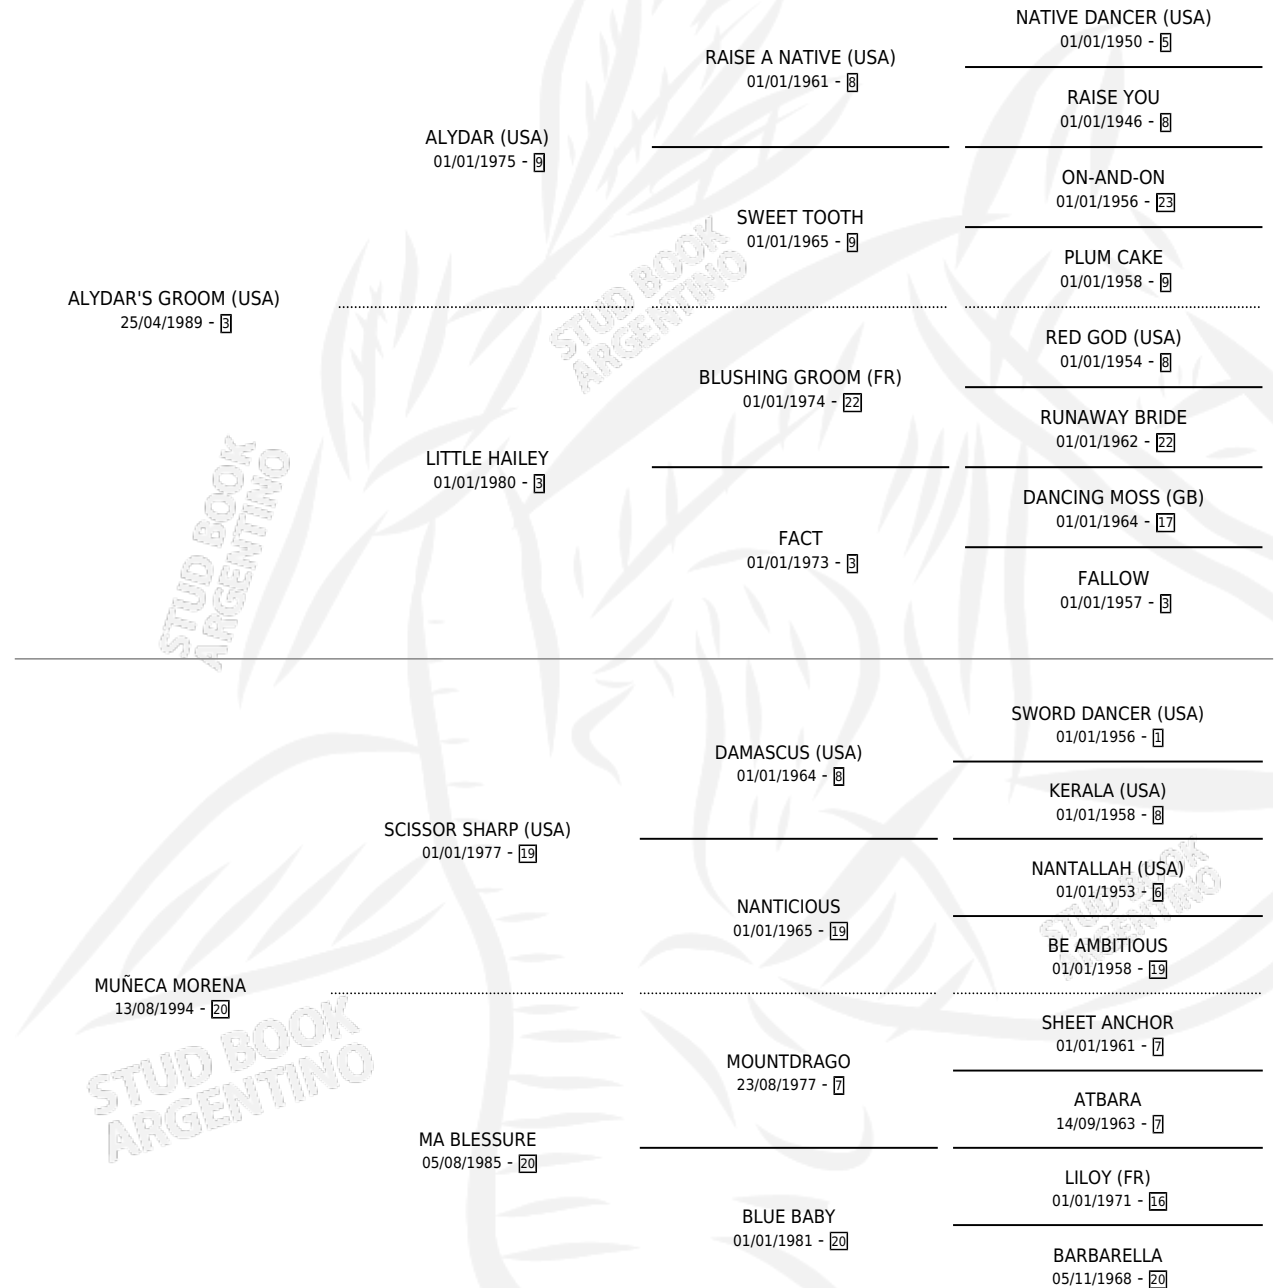 NATIVE DANCER (USA)
01/01/1950 - 5
RAISE A NATIVE (USA)
01/01/1961 - 8
RAISE YOU
01/01/1946 - 8
ALYDAR (USA)
01/01/1975 - 9
ON-AND-ON
01/01/1956 - 23
SWEET TOOTH
01/01/1965 - 9
PLUM CAKE
01/01/1958 - 9
ALYDAR'S GROOM (USA)
25/04/1989 - 3
RED GOD (USA)
01/01/1954 - 8
BLUSHING GROOM (FR)
01/01/1974 - 22
RUNAWAY BRIDE
01/01/1962 - 22
LITTLE HAILEY
01/01/1980 - 3
DANCING MOSS (GB)
01/01/1964 - 17
FACT
01/01/1973 - 3
FALLOW
01/01/1957 - 3
SWORD DANCER (USA)
01/01/1956 - 1
DAMASCUS (USA)
01/01/1964 - 8
KERALA (USA)
01/01/1958 - 8
SCISSOR SHARP (USA)
01/01/1977 - 19
NANTALLAH (USA)
01/01/1953 - 6
NANTICIOUS
01/01/1965 - 19
BE AMBITIOUS
01/01/1958 - 19
MUÑECA MORENA
13/08/1994 - 20
SHEET ANCHOR
01/01/1961 - 7
MOUNTDRAGO
23/08/1977 - 7
ATBARA
14/09/1963 - 7
MA BLESSURE
05/08/1985 - 20
LILOY (FR)
01/01/1971 - 16
BLUE BABY
01/01/1981 - 20
BARBARELLA
05/11/1968 - 20
STUD BOOK
ARGENTINO
STUD BOOK
ARGENTINO
STUD BOOK
ARGENTINO
STUD BOOK
ARGENTINO